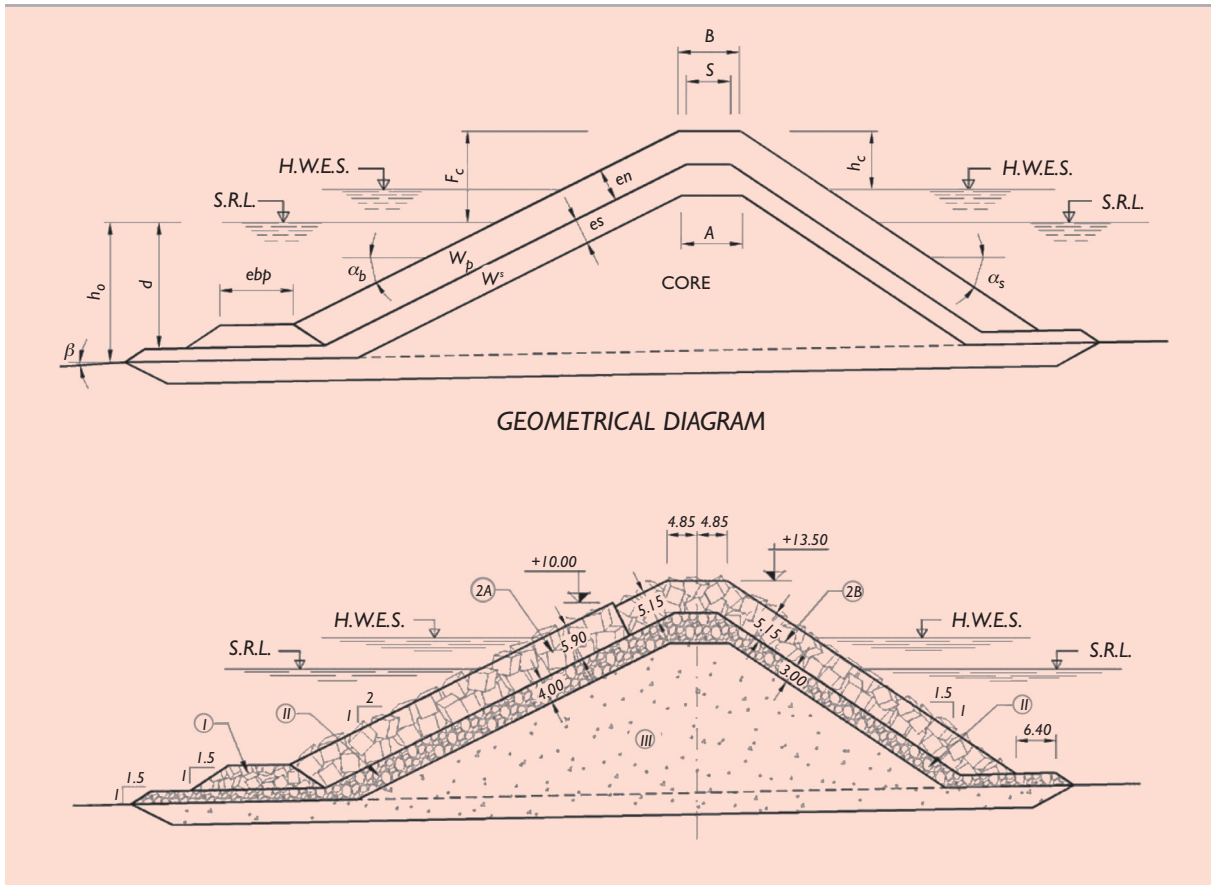 B
S
H.W.E.S.
F_c
en
h_c
H.W.E.S.
S.R.L.
S.R.L.
es
A
h_o
d
ebp
α_b
W_p
W^s
CORE
α_s
β
GEOMETRICAL DIAGRAM
4.85 4.85
+13.50
+10.00
2A
5.15
2B
H.W.E.S.
5.90
5.15
H.W.E.S.
S.R.L.
4.00
3.00
S.R.L.
2
1
1.5
1
I
II
III
II
6.40
1.5
1
1.5
1